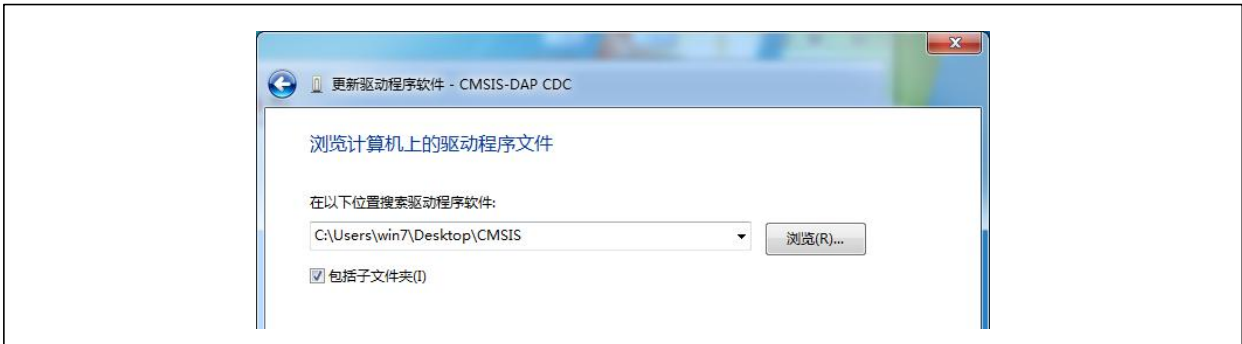 更新驱动程序软件 - CMSIS-DAP CDC
浏览计算机上的驱动程序文件
在以下位置搜索驱动程序软件:
C:\Users\win7\Desktop\CMSIS
浏览(R)...
包括子文件夹(I)